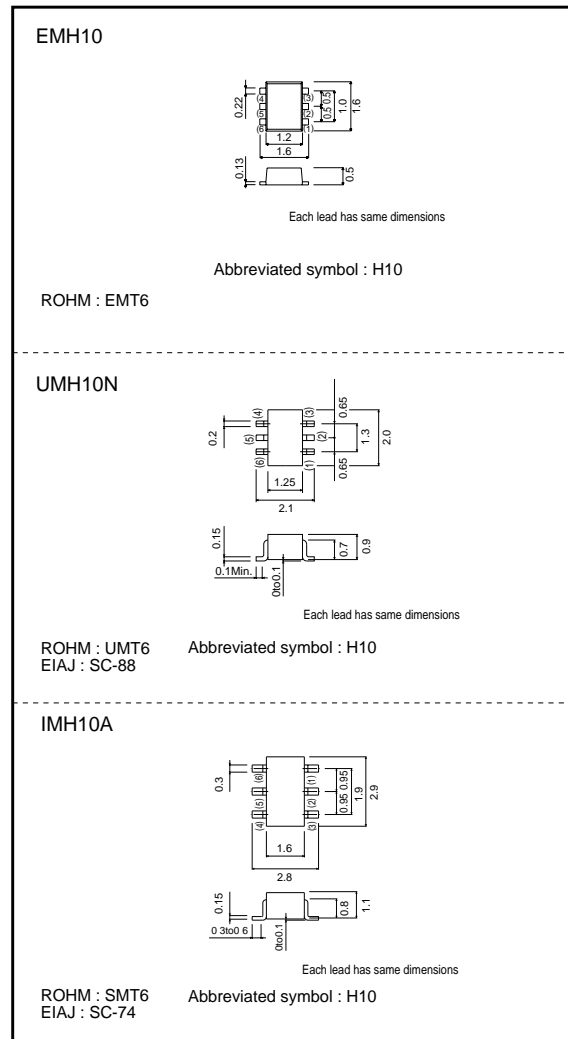 EMH10
0.22
(4)
(5)
(6)
(3)
(2)
(1)
0.5 0.5
1.0
1.6
1.2
1.6
0.13
0.5
Each lead has same dimensions
Abbreviated symbol : H10
ROHM : EMT6
UMH10N
0.2
(4)
(5)
(6)
(3)
(2)
(1)
0.65
1.3
0.65
2.0
1.25
2.1
0.15
0.1Min.
0to0.1
0.7
0.9
Each lead has same dimensions
ROHM : UMT6 Abbreviated symbol : H10
EIAJ : SC-88
IMH10A
0.3
(6)
(5)
(4)
(1)
(2)
(3)
0.95 0.95
1.9
2.9
1.6
2.8
0.15
0 3to0 6
0to0.1
0.8
1.1
Each lead has same dimensions
ROHM : SMT6 Abbreviated symbol : H10
EIAJ : SC-74